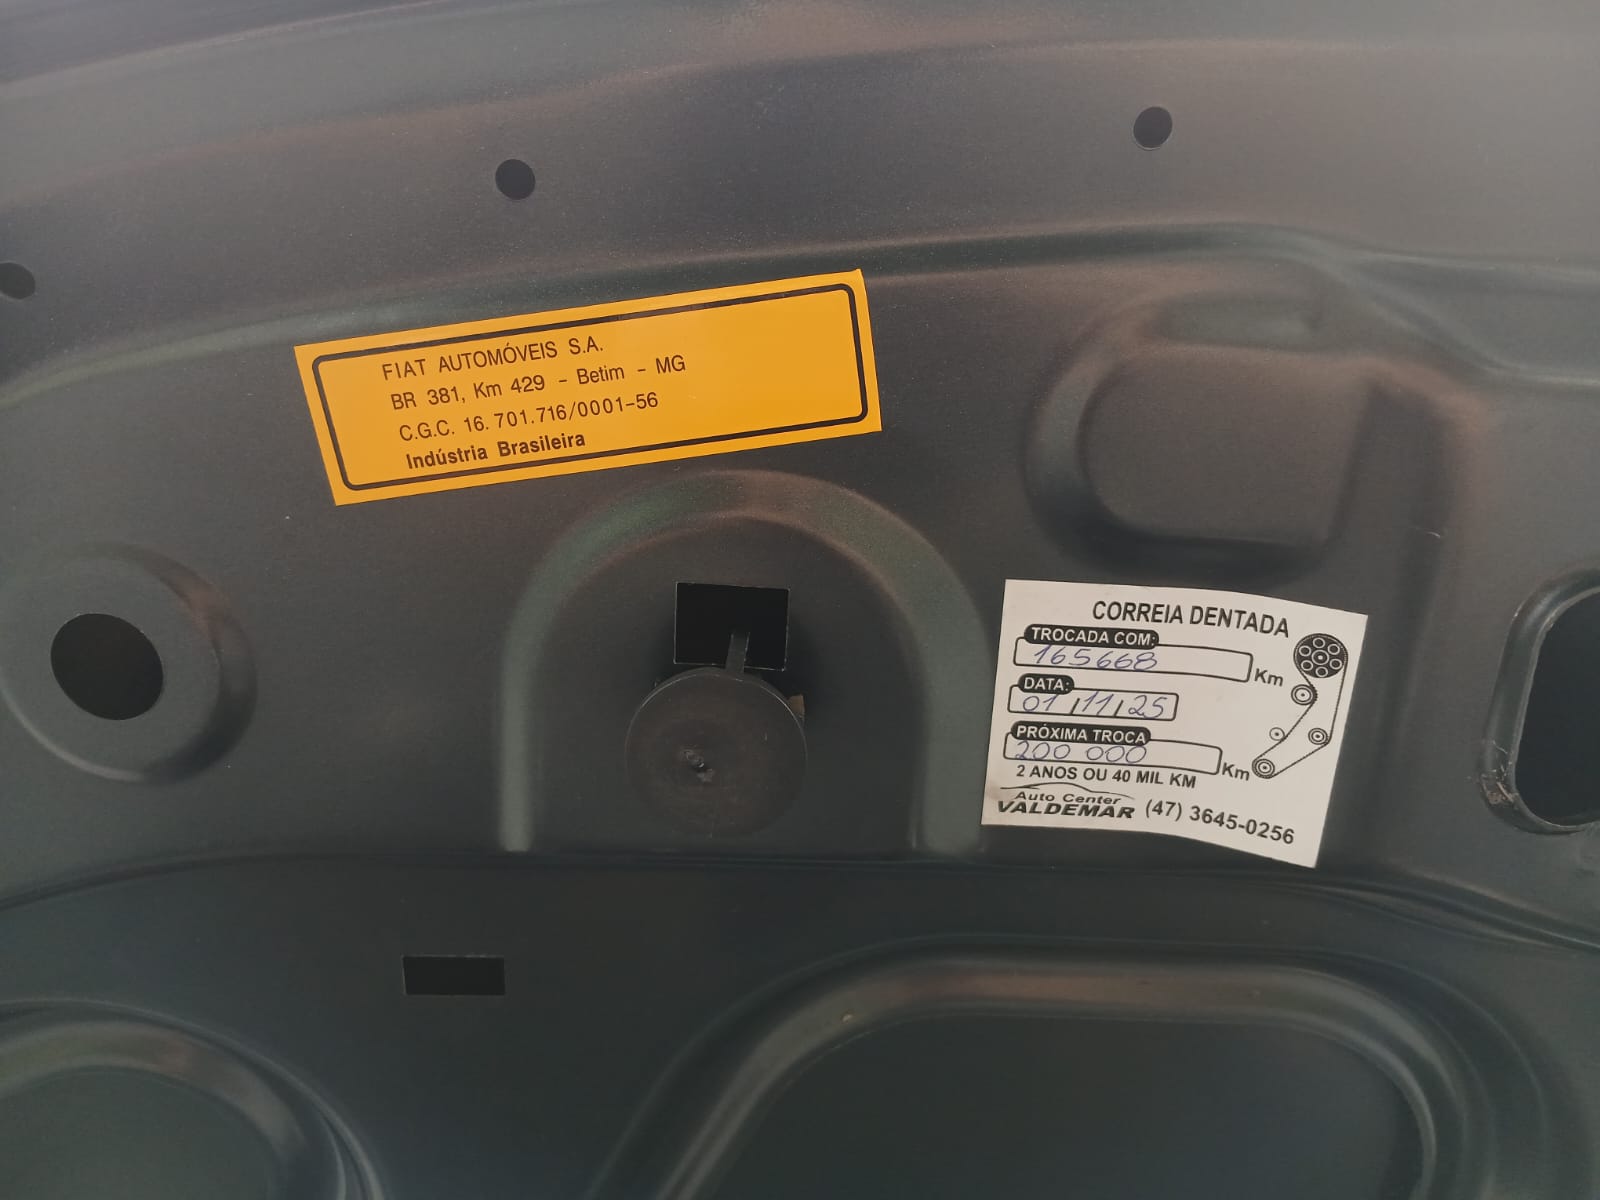 FIAT AUTOMÓVEIS S.A.
BR 381, Km 429 - Betim - MG
C.G.C. 16.701.716/0001-56
Indústria Brasileira
CORREIA DENTADA
TROCADA COM:
165668 Km
DATA:
01/11/25
PRÓXIMA TROCA
200 000 Km
2 ANOS OU 40 MIL KM
Auto Center
VALDEMAR (47) 3645-0256